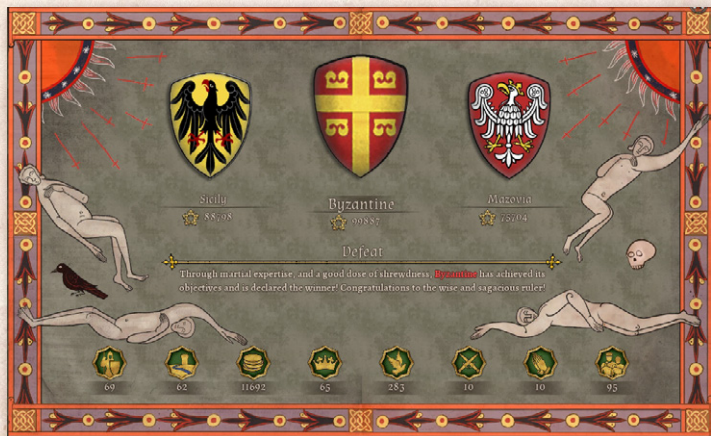 Sicily
Byzantine
Mazovia
88798
99887
75704
Defeat
Through martial expertise, and a good dose of shrewdness, Byzantine has achieved its
objectives and is declared the winner! Congratulations to the wise and sagacious ruler!
69
62
11692
65
283
10
10
95